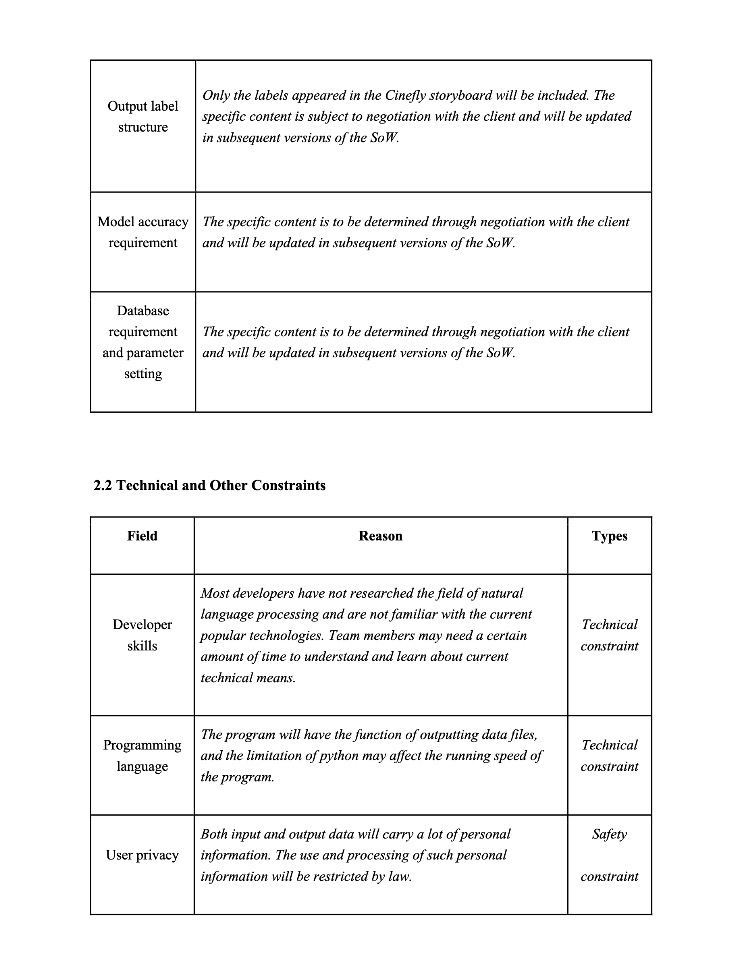 Output label
structure
Only the labels appeared in the Cinefly storyboard will be included. The
specific content is subject to negotiation with the client and will be updated
in subsequent versions of the SoW.
Model accuracy
requirement
The specific content is to be determined through negotiation with the client
and will be updated in subsequent versions of the SoW.
Database
requirement
and parameter
setting
The specific content is to be determined through negotiation with the client
and will be updated in subsequent versions of the SoW.
2.2 Technical and Other Constraints
Field
Reason
Types
Developer
skills
Most developers have not researched the field of natural
language processing and are not familiar with the current
popular technologies. Team members may need a certain
amount of time to understand and learn about current
technical means.
Technical
constraint
Programming
language
The program will have the function of outputting data files,
and the limitation of python may affect the running speed of
the program.
Technical
constraint
User privacy
Both input and output data will carry a lot of personal
information. The use and processing of such personal
information will be restricted by law.
Safety
constraint